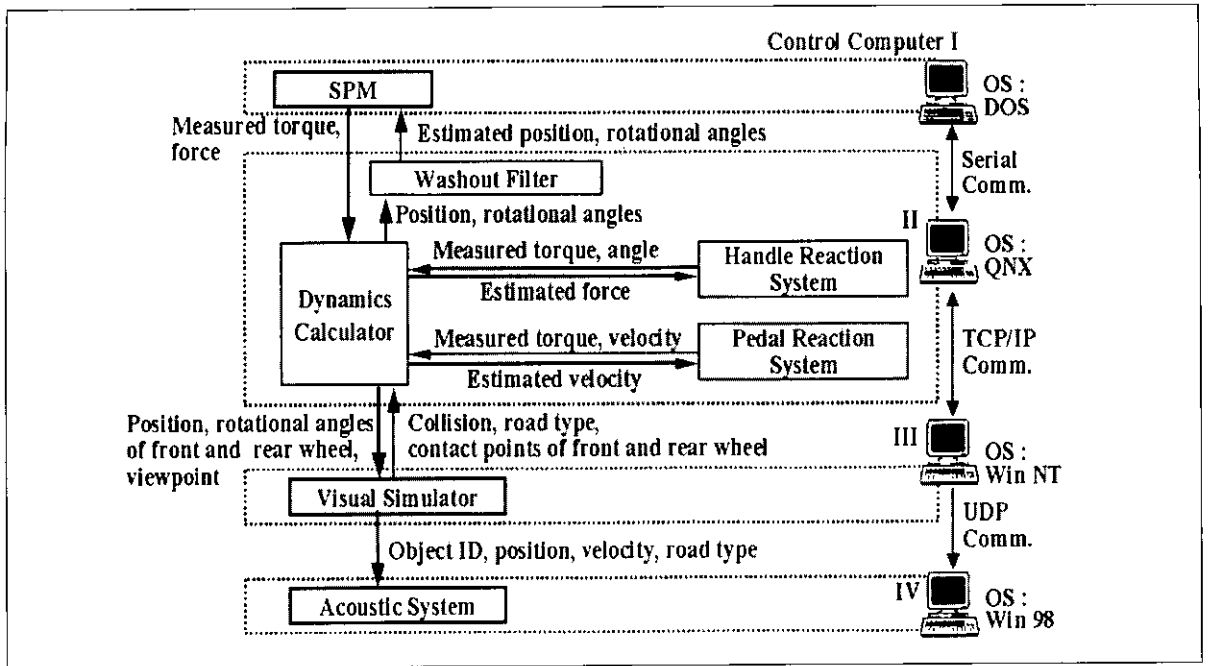 Control Computer I
SPM
OS :
DOS
Measured torque,
force
Estimated position, rotational angles
Serial
Comm.
Washout Filter
Position, rotational angles
II
OS :
QNX
Dynamics
Calculator
Measured torque, angle
Estimated force
Handle Reaction
System
Measured torque, velocity
Estimated velocity
Pedal Reaction
System
TCP/IP
Comm.
Position, rotational angles
of front and rear wheel,
viewpoint
Collision, road type,
contact points of front and rear wheel
III
OS :
Win NT
Visual Simulator
UDP
Comm.
Object ID, position, velocity, road type
Acoustic System
IV
OS :
Win 98